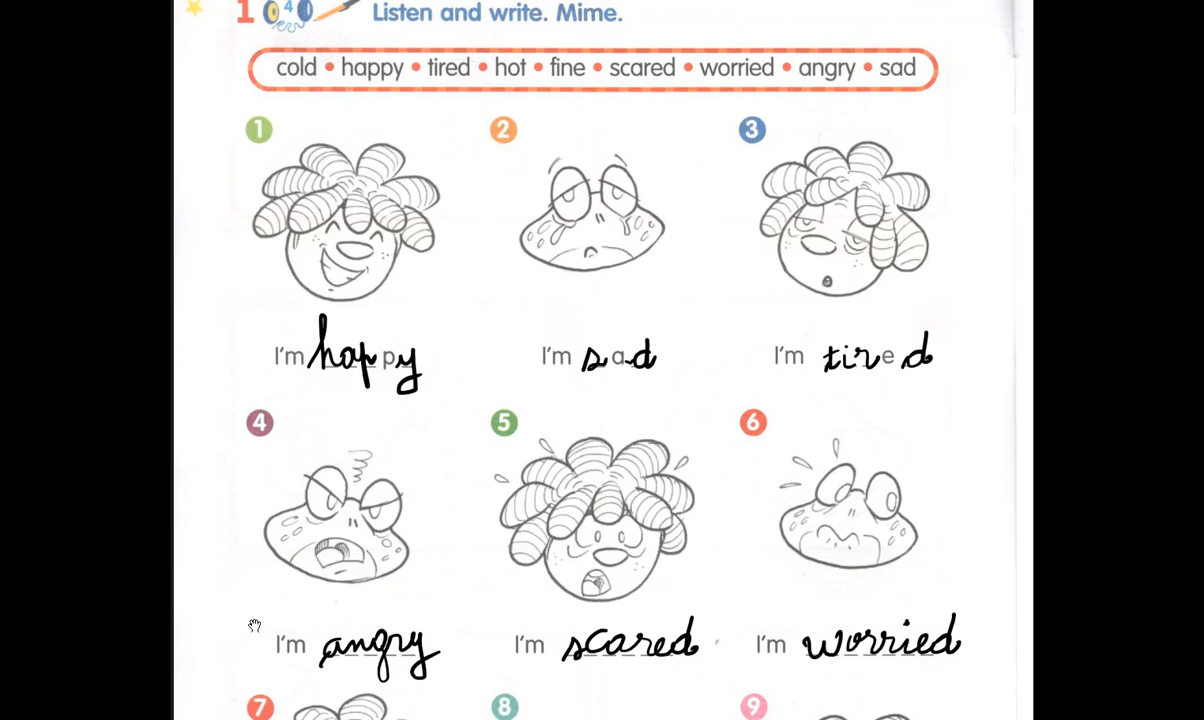 1 4 Listen and write. Mime.
cold • happy • tired • hot • fine • scared • worried • angry • sad
1 2 3
I'm happy I'm sad I'm tired
4 5 6
I'm angry I'm scared I'm worried
7 8 9